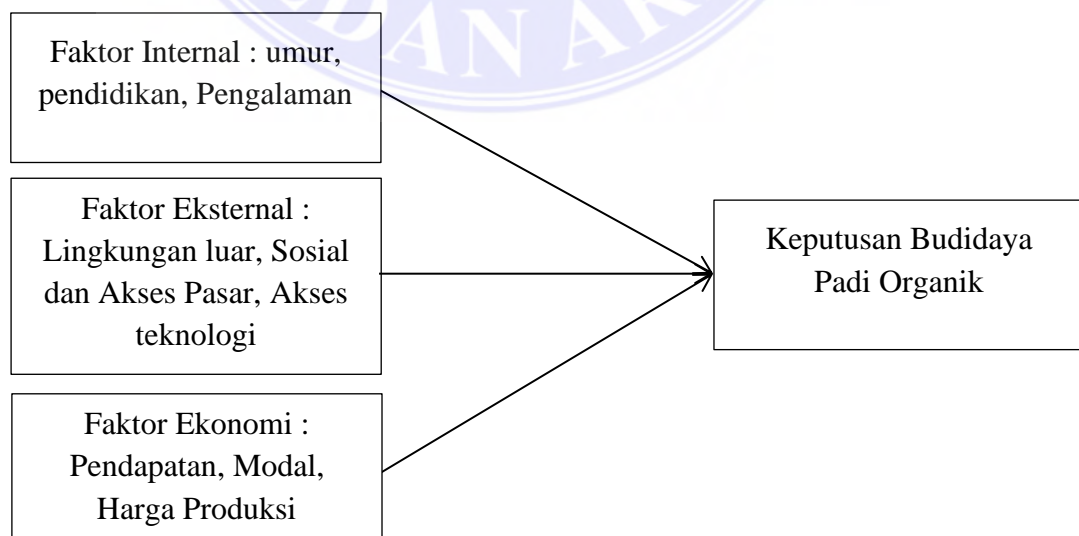 Faktor Internal : umur,
pendidikan, Pengalaman
Faktor Eksternal :
Lingkungan luar, Sosial
dan Akses Pasar, Akses
teknologi
Faktor Ekonomi :
Pendapatan, Modal,
Harga Produksi
Keputusan Budidaya
Padi Organik